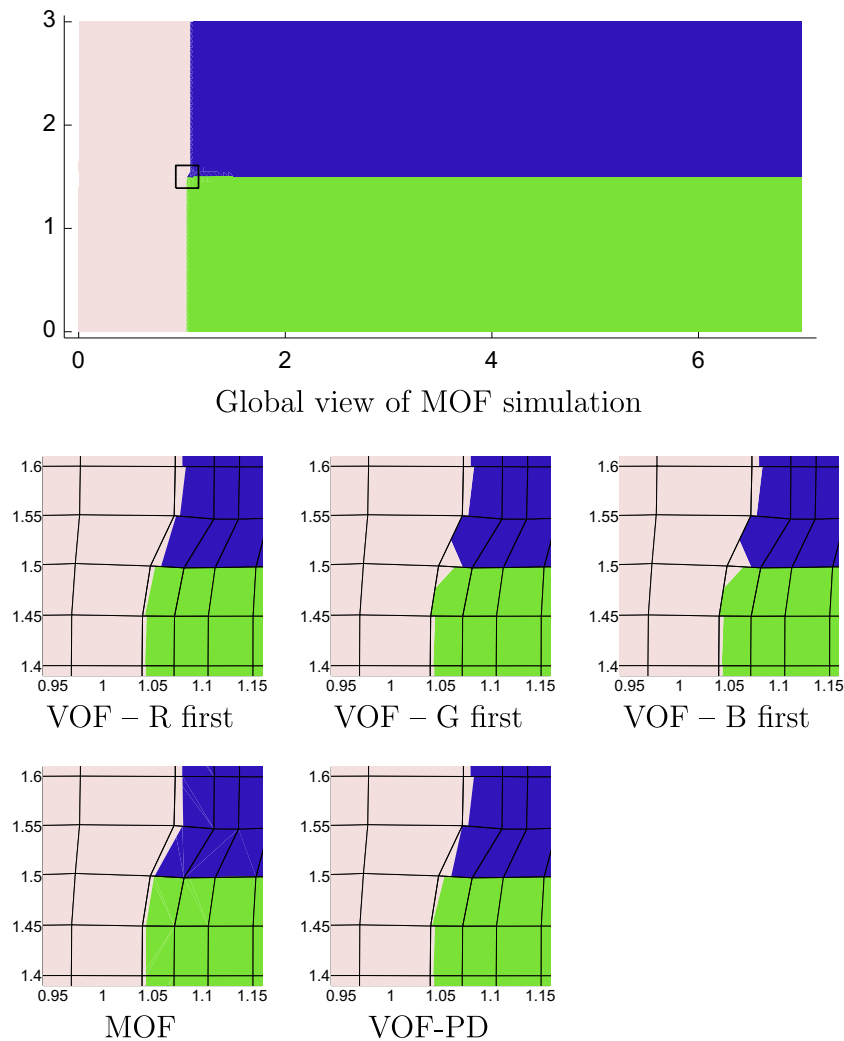 3
2
1
0
0 2 4 6
Global view of MOF simulation
1.6 1.6 1.6
1.55 1.55 1.55
1.5 1.5 1.5
1.45 1.45 1.45
1.4 1.4 1.4
0.95 1 1.05 1.1 1.15 0.95 1 1.05 1.1 1.15 0.95 1 1.05 1.1 1.15
VOF – R first VOF – G first VOF – B first
1.6 1.6
1.55 1.55
1.5 1.5
1.45 1.45
1.4 1.4
0.95 1 1.05 1.1 1.15 0.95 1 1.05 1.1 1.15
MOF VOF-PD